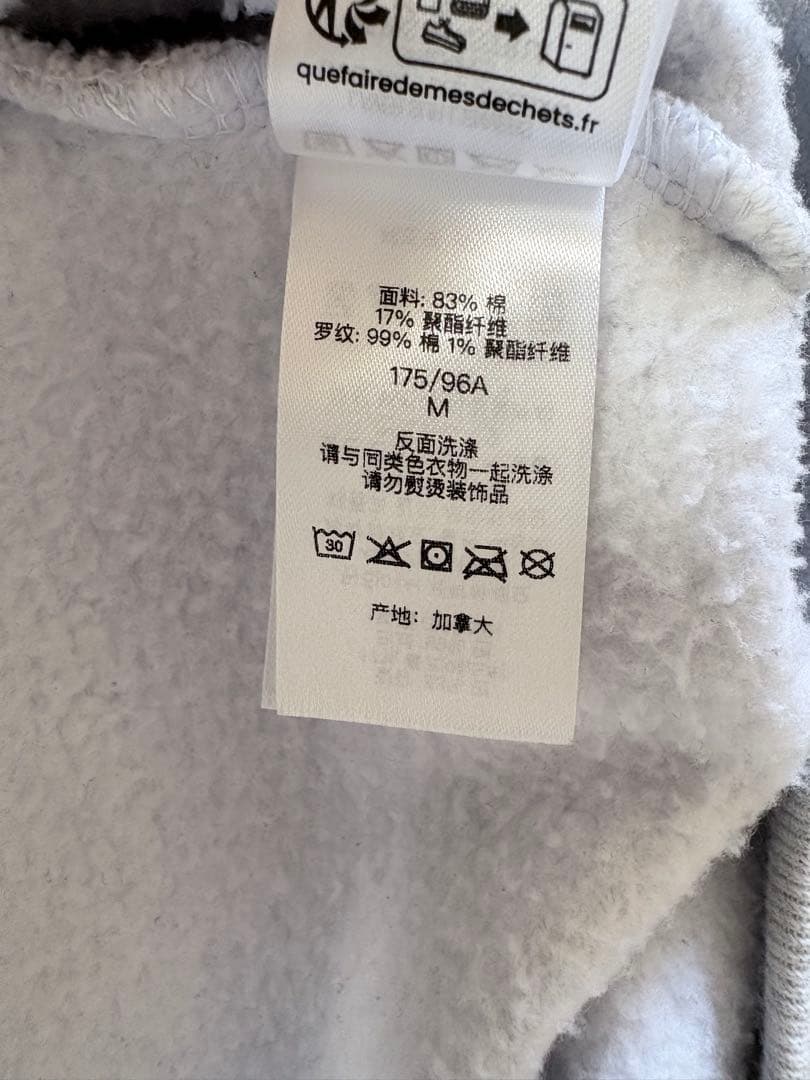 quefairedemesdechets.fr
面料: 83% 棉
17% 聚酯纤维
罗纹: 99% 棉 1% 聚酯纤维
175/96A
M
反面洗涤
请与同类色衣物一起洗涤
请勿熨烫装饰品
30
产地: 加拿大